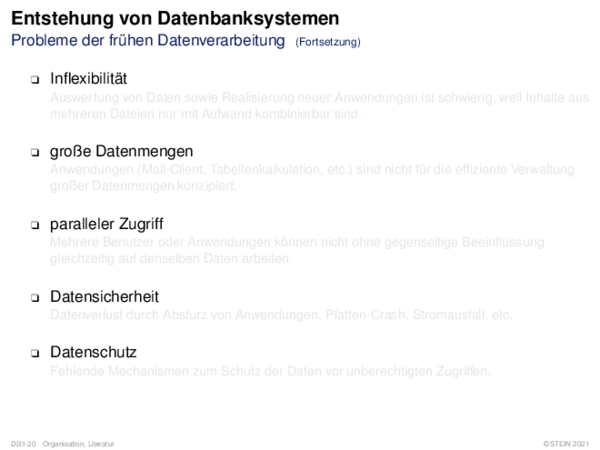 Entstehung von Datenbanksystemen
Probleme der frühen Datenverarbeitung (Fortsetzung)
❑ Inflexibilität
Auswertung von Daten sowie Realisierung neuer Anwendungen ist schwierig, weil Inhalte aus
mehreren Dateien nur mit Aufwand kombinierbar sind.
❑ große Datenmengen
Anwendungen (Mail-Client, Tabellenkalkulation, etc.) sind nicht für die effiziente Verwaltung
großer Datenmengen konzipiert.
❑ paralleler Zugriff
Mehrere Benutzer oder Anwendungen können nicht ohne gegenseitige Beeinflussung
gleichzeitig auf denselben Daten arbeiten.
❑ Datensicherheit
Datenverlust durch Absturz von Anwendungen, Platten-Crash, Stromausfall, etc.
❑ Datenschutz
Fehlende Mechanismen zum Schutz der Daten vor unberechtigten Zugriffen.
DB:I-20 Organisation, Literatur ©STEIN 2021